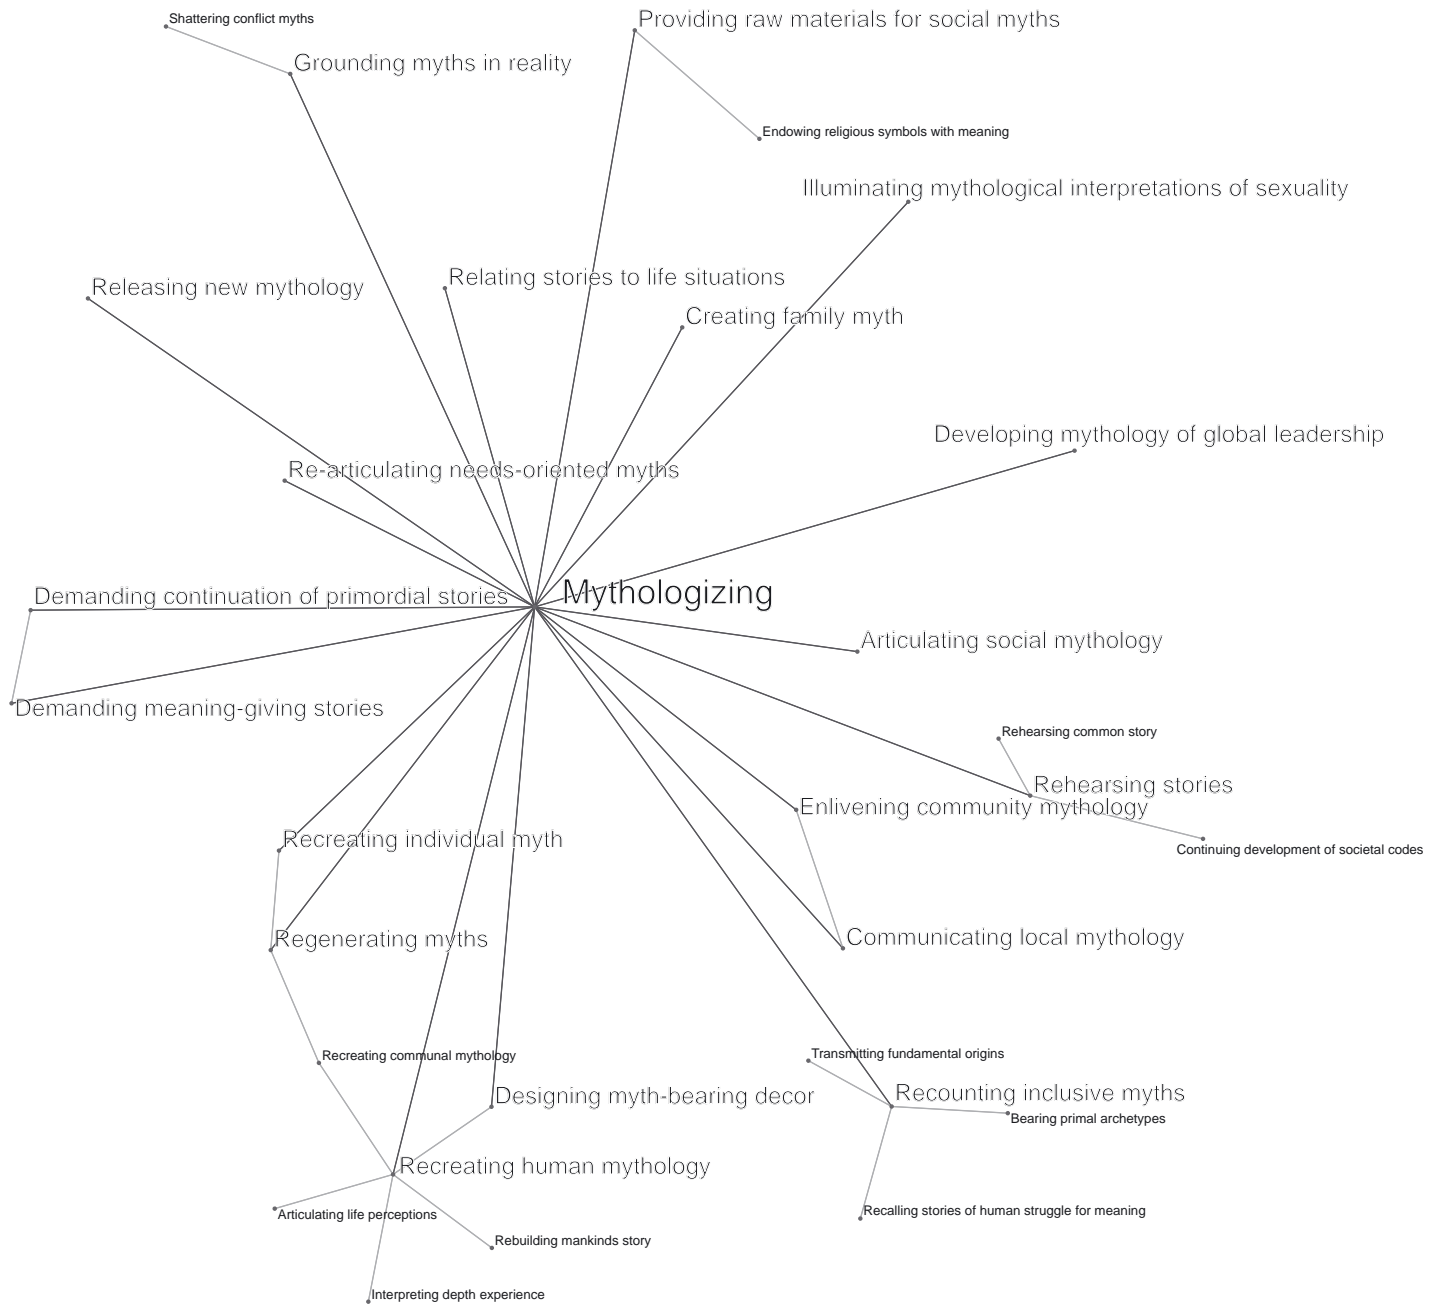 Shattering conflict myths
Providing raw materials for social myths
Grounding myths in reality
Endowing religious symbols with meaning
Illuminating mythological interpretations of sexuality
Relating stories to life situations
Releasing new mythology
Creating family myth
Developing mythology of global leadership
Re-articulating needs-oriented myths
Mythologizing
Demanding continuation of primordial stories
Articulating social mythology
Demanding meaning-giving stories
Rehearsing common story
Rehearsing stories
Enlivening community mythology
Recreating individual myth
Continuing development of societal codes
Communicating local mythology
Regenerating myths
Transmitting fundamental origins
Recreating communal mythology
Recounting inclusive myths
Designing myth-bearing decor
Bearing primal archetypes
Recreating human mythology
Recalling stories of human struggle for meaning
Articulating life perceptions
Rebuilding mankinds story
Interpreting depth experience